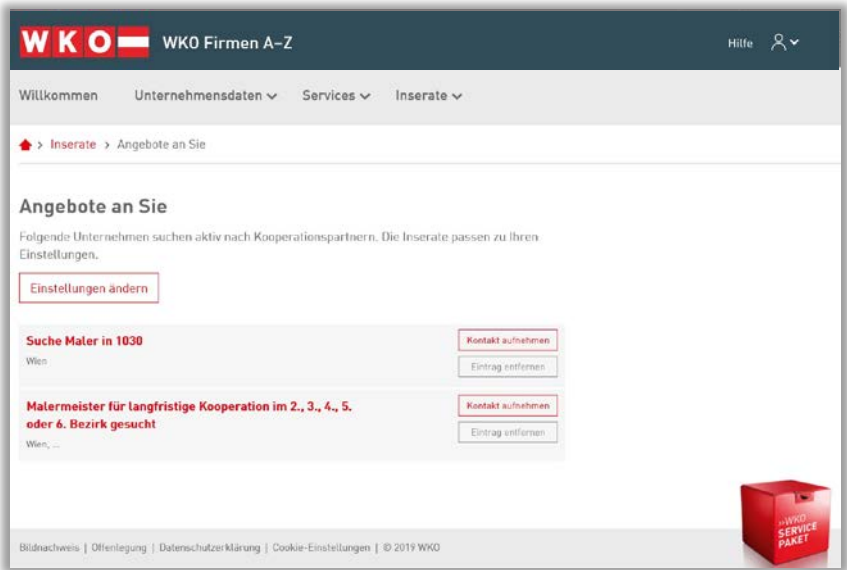 WKO WKO Firmen A–Z Hilfe
Willkommen Unternehmensdaten Services Inserate
> Inserate > Angebote an Sie
Angebote an Sie
Folgende Unternehmen suchen aktiv nach Kooperationspartnern. Die Inserate passen zu Ihren
Einstellungen.
Einstellungen ändern
Suche Maler in 1030
Kontakt aufnehmen
Wien
Eintrag entfernen
Malermeister für langfristige Kooperation im 2., 3., 4., 5.
oder 6. Bezirk gesucht
Kontakt aufnehmen
Wien, ...
Eintrag entfernen
»WKO
SERVICE
PAKET
Bildnachweis | Offenlegung | Datenschutzerklärung | Cookie-Einstellungen | © 2019 WKO